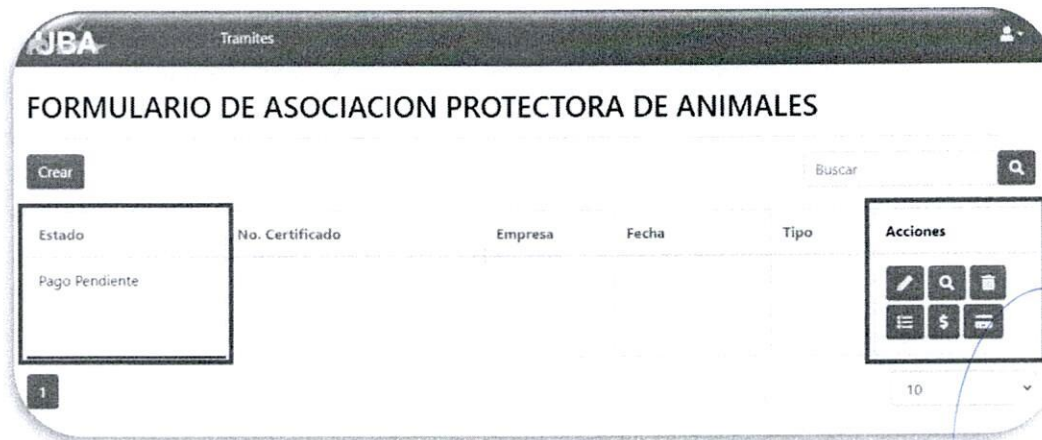 UBA Tramites
FORMULARIO DE ASOCIACION PROTECTORA DE ANIMALES
Crear Buscar
Estado No. Certificado Empresa Fecha Tipo Acciones
Pago Pendiente
$
1 10